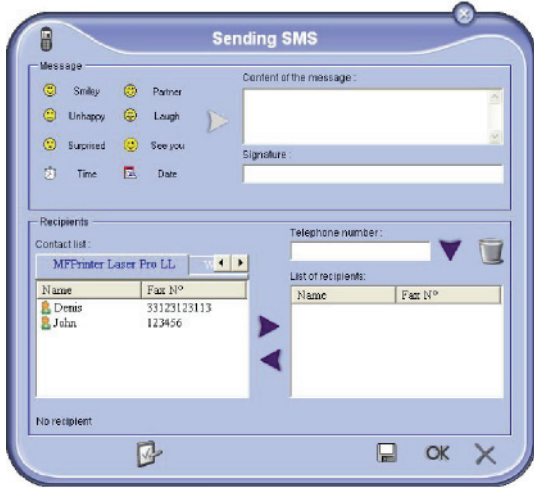 Sending SMS
Message
Smiley
Partner
Unhappy
Laugh
Surprised
See you
Time
Date
Content of the message :
Signature :
Recipients
Contact list :
MFPrinter Laser Pro LL
Name Fax Nº
Denis 33123123113
John 123456
No recipient
Telephone number :
List of recipients:
Name Fax Nº
OK